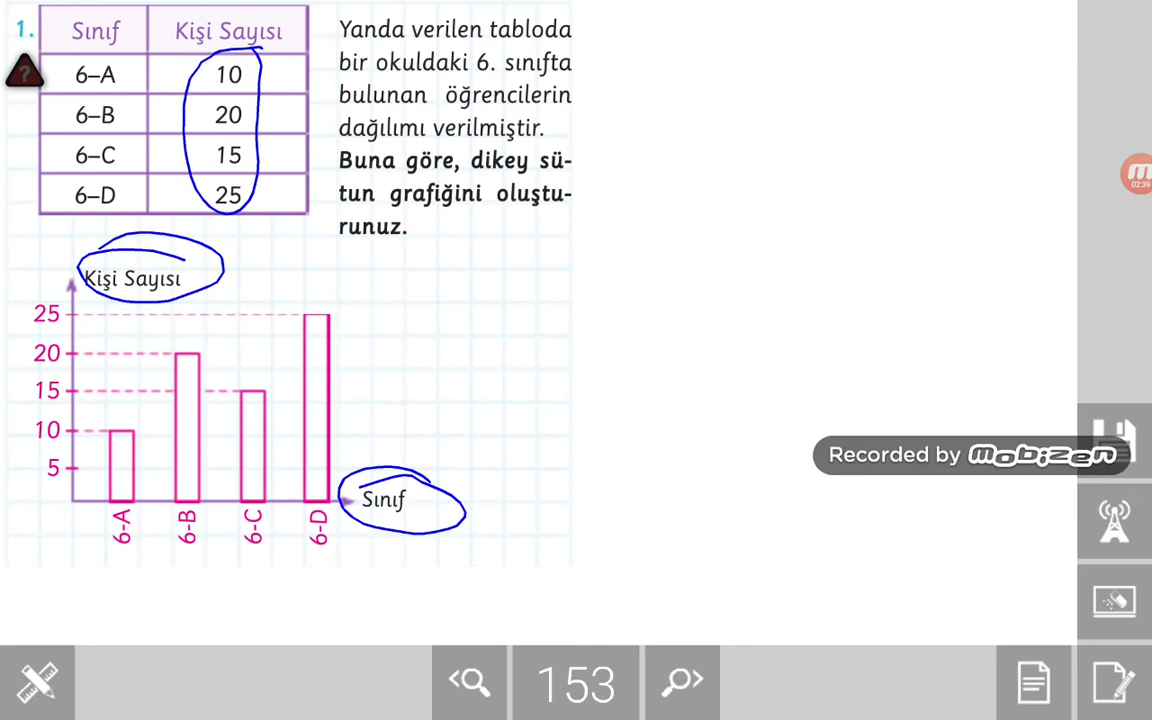 1.
Sınıf Kişi Sayısı
6–A 10
6–B 20
6–C 15
6–D 25
Yanda verilen tabloda
bir okuldaki 6. sınıfta
bulunan öğrencilerin
dağılımı verilmiştir.
Buna göre, dikey sü-
tun grafiğini oluştu-
runuz.
Kişi Sayısı
25
20
15
10
5
6-A 6-B 6-C 6-D
Sınıf
?
02:39
Recorded by mobizen
153